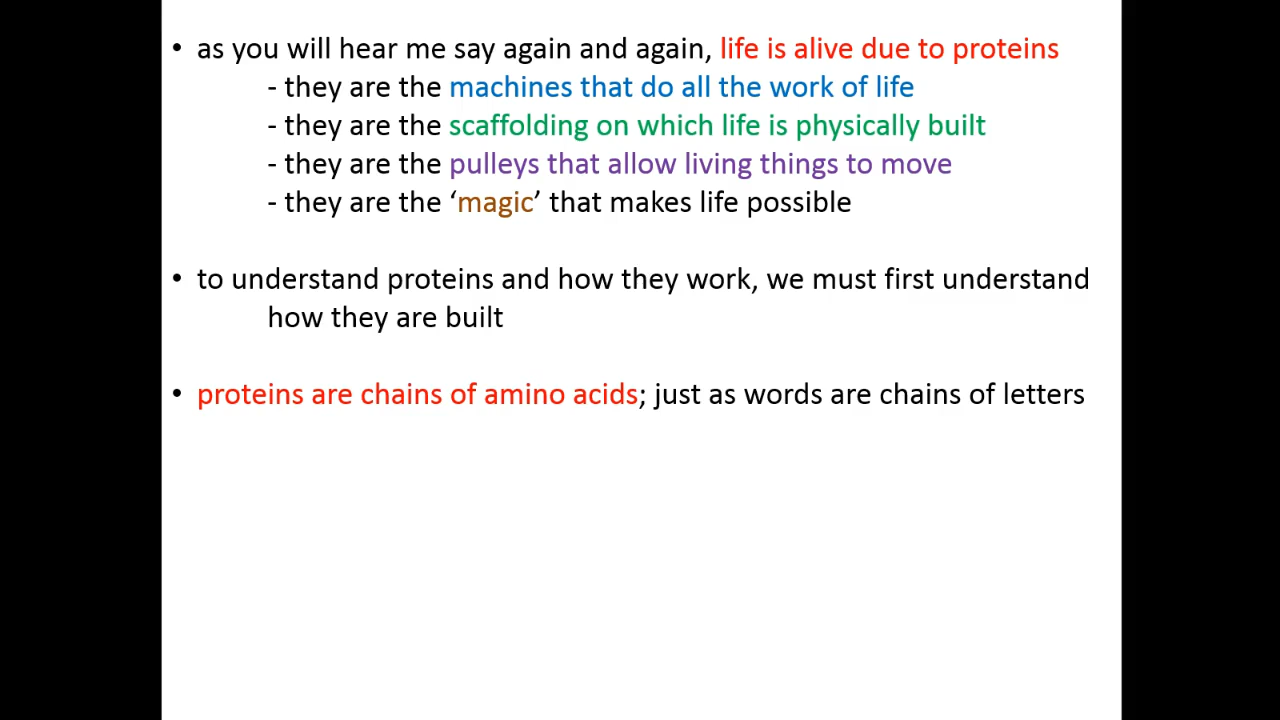 • as you will hear me say again and again, life is alive due to proteins
- they are the machines that do all the work of life
- they are the scaffolding on which life is physically built
- they are the pulleys that allow living things to move
- they are the ‘magic’ that makes life possible
• to understand proteins and how they work, we must first understand
how they are built
• proteins are chains of amino acids; just as words are chains of letters